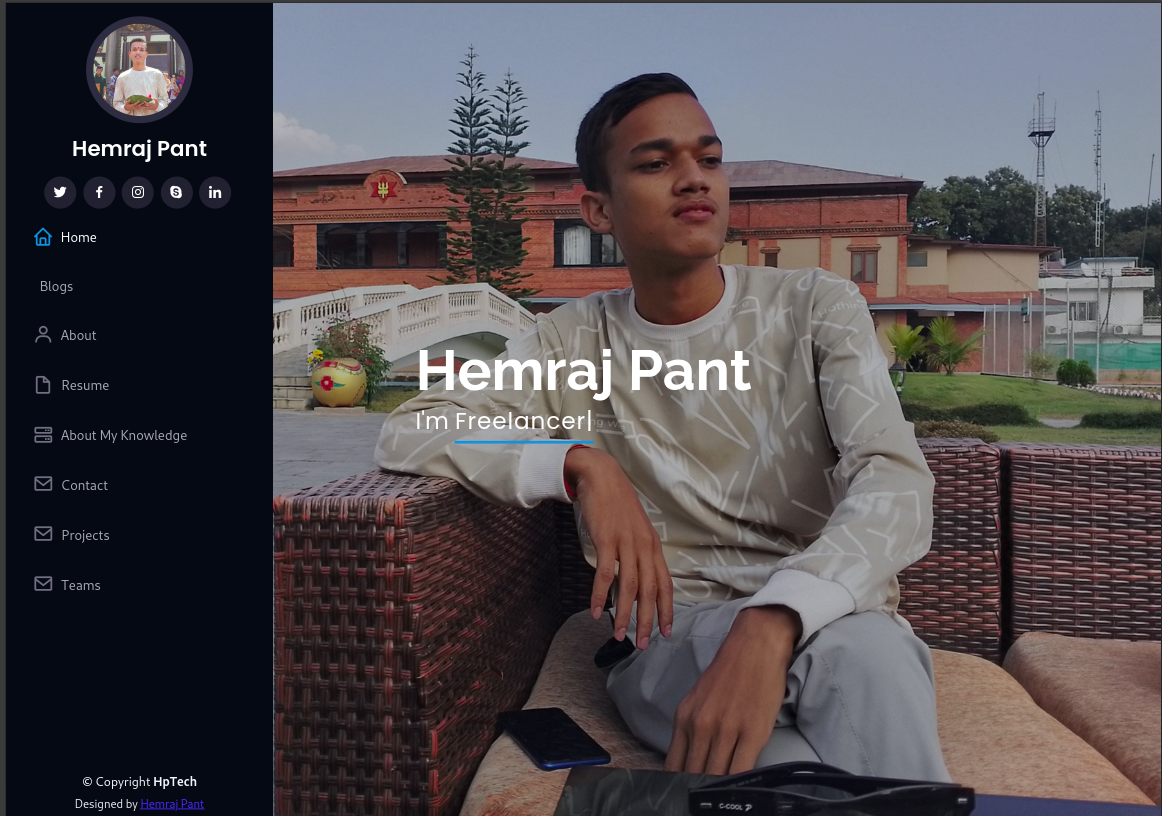 Hemraj Pant
Home
Blogs
About
Resume
About My Knowledge
Contact
Projects
Teams
© Copyright HpTech
Designed by Hemraj Pant
Hemraj Pant
I'm Freelancer|
G-COOL